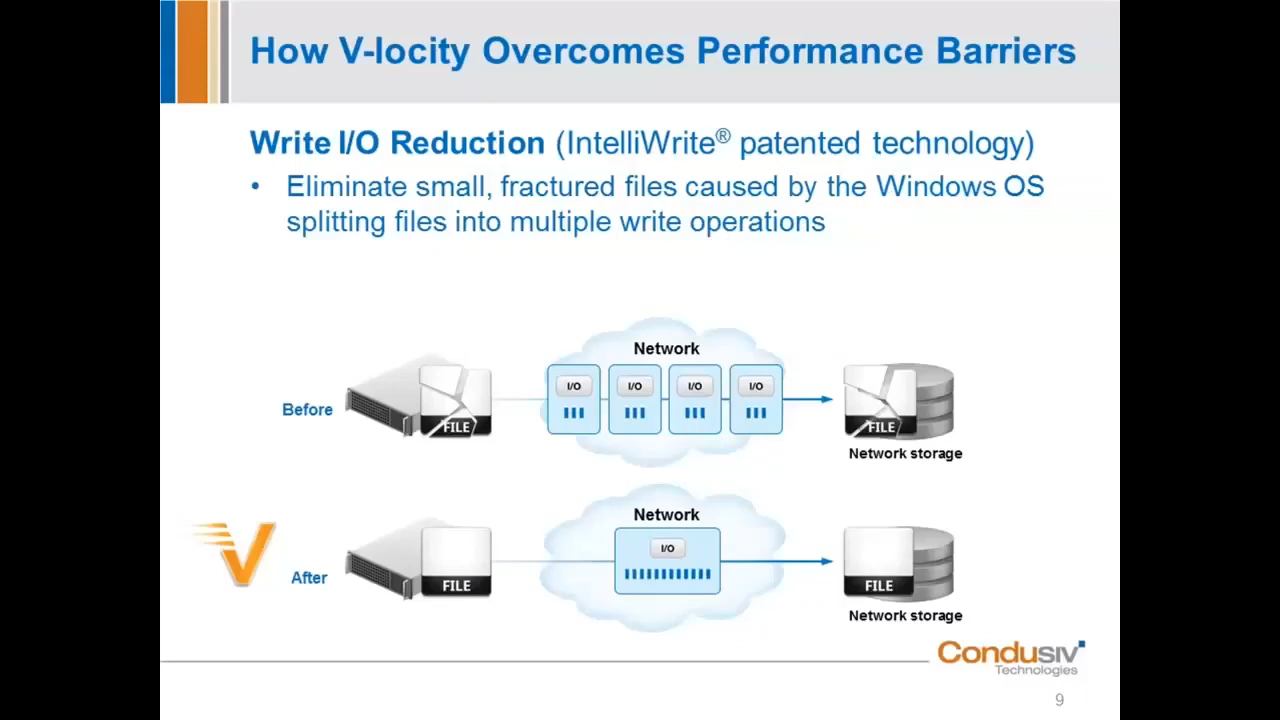 How V-locity Overcomes Performance Barriers
Write I/O Reduction (IntelliWrite® patented technology)
• Eliminate small, fractured files caused by the Windows OS
splitting files into multiple write operations
Network
I/O I/O I/O I/O
Before
FILE
FILE
Network storage
Network
I/O
V
After
FILE
FILE
Network storage
Condusiv
Technologies
9